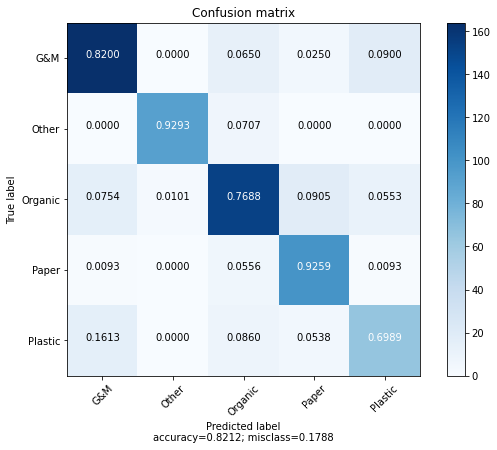 Confusion matrix
G&M 0.8200 0.0000 0.0650 0.0250 0.0900
Other 0.0000 0.9293 0.0707 0.0000 0.0000
Organic 0.0754 0.0101 0.7688 0.0905 0.0553
Paper 0.0093 0.0000 0.0556 0.9259 0.0093
Plastic 0.1613 0.0000 0.0860 0.0538 0.6989
True label
G&M Other Organic Paper Plastic
Predicted label
accuracy=0.8212; misclass=0.1788
160
140
120
100
80
60
40
20
0